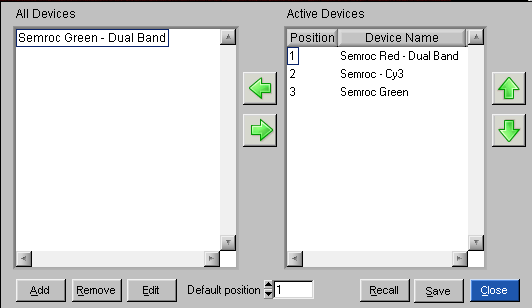 All Devices
Active Devices
Semroc Green - Dual Band
Position Device Name
1 Semroc Red - Dual Band
2 Semroc - Cy3
3 Semroc Green
Add Remove Edit Default position 1 Recall Save Close